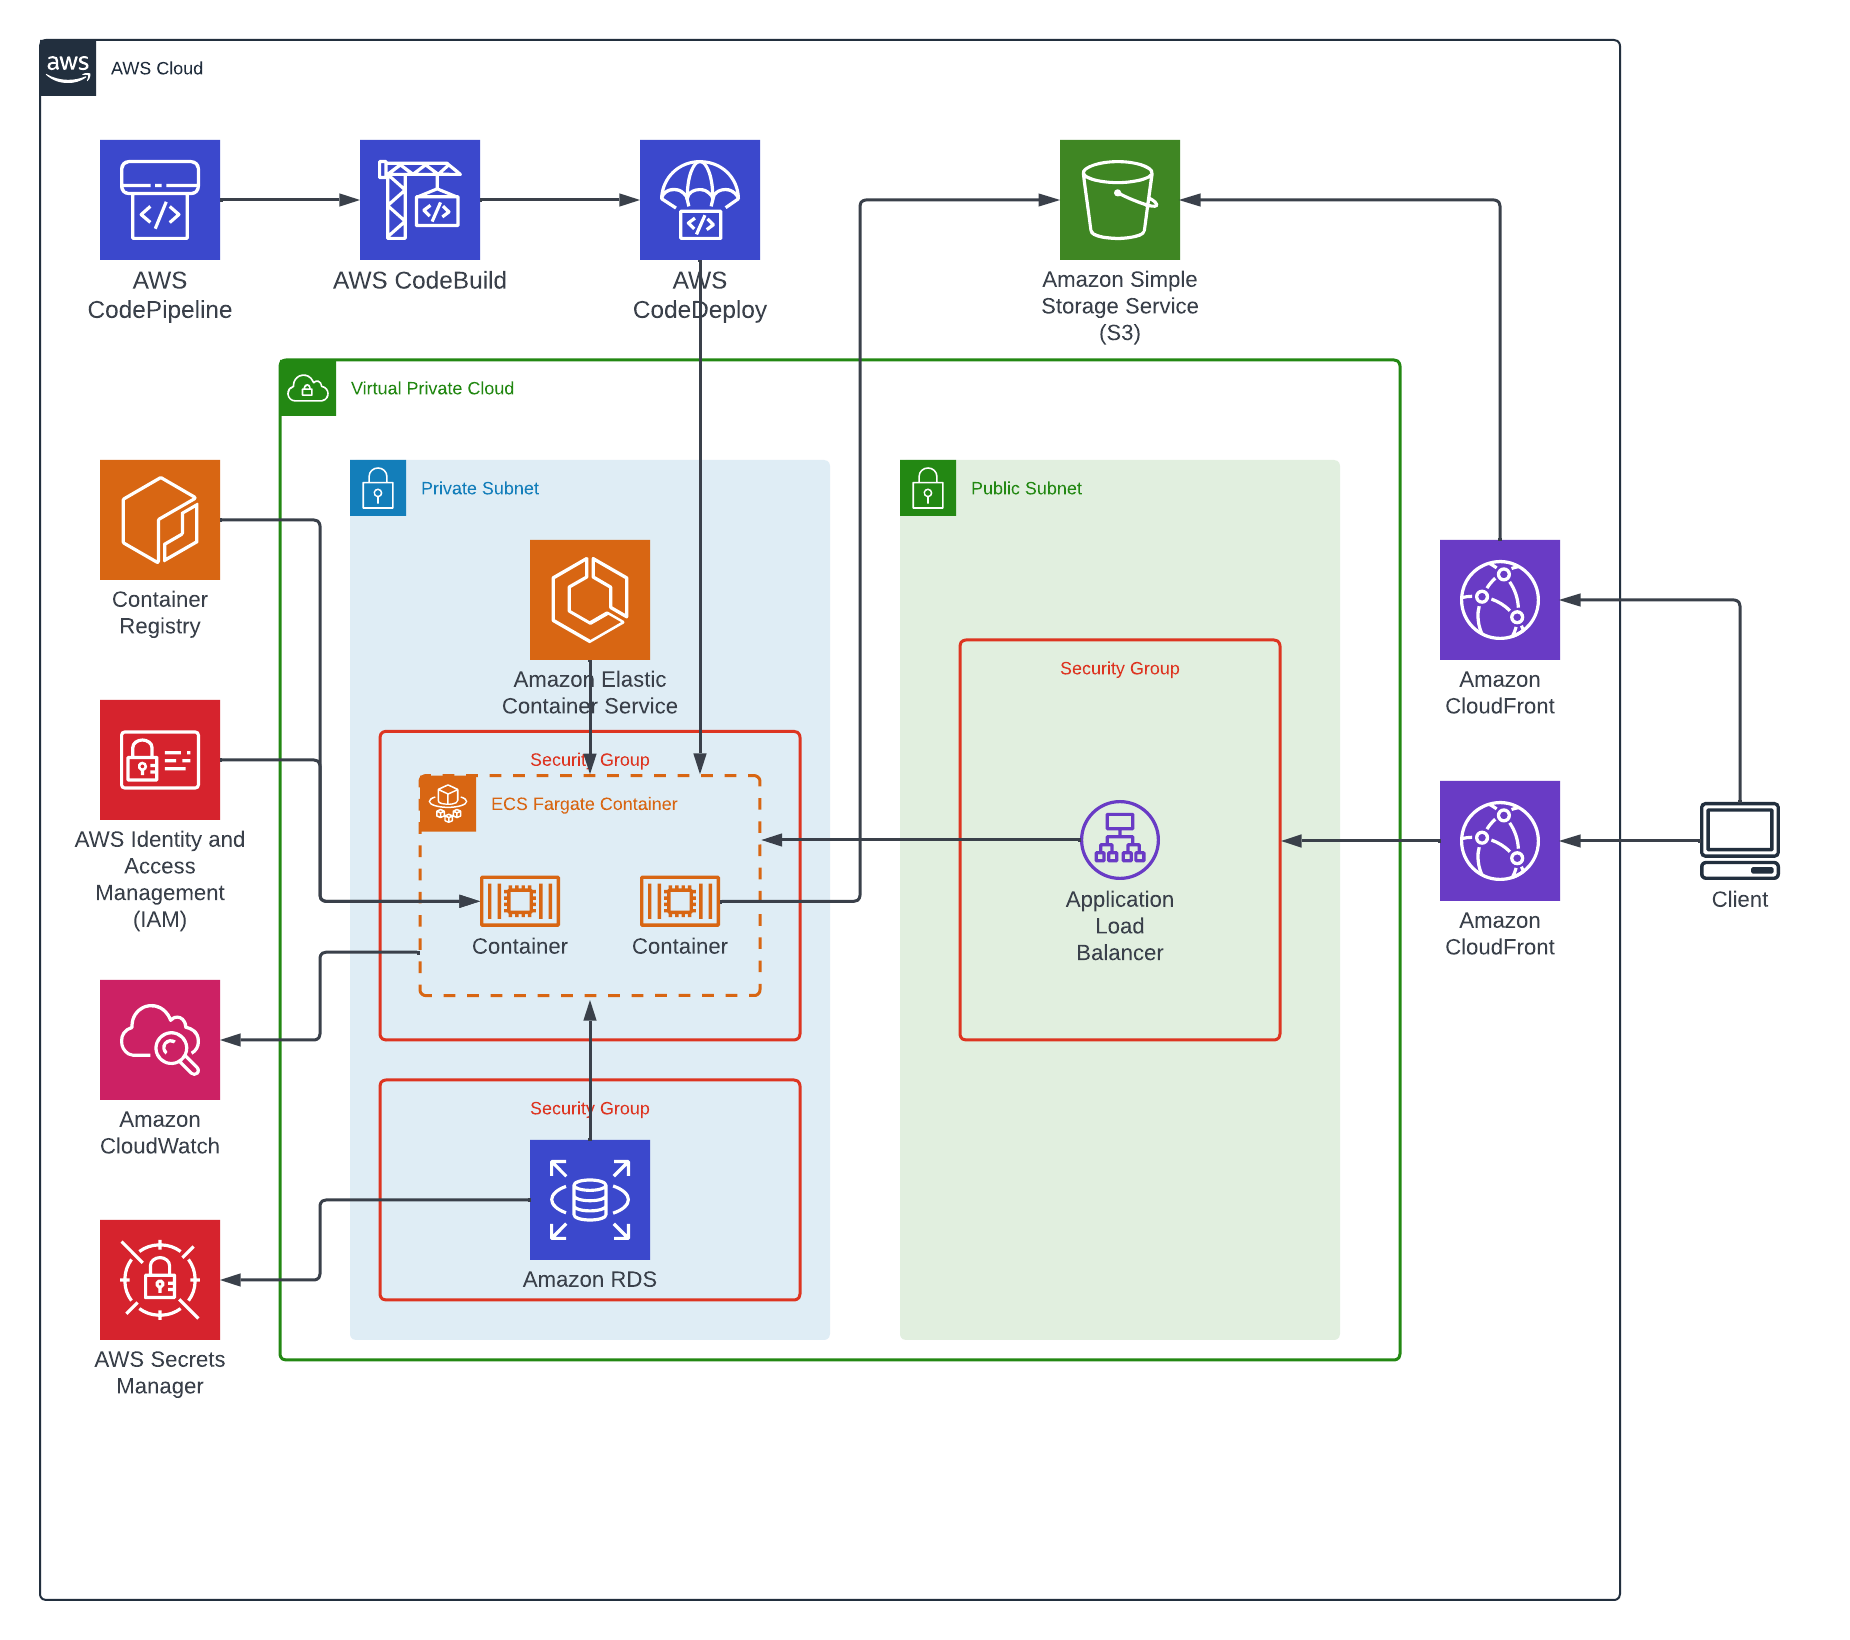 aws
AWS Cloud
AWS
CodePipeline
AWS CodeBuild
AWS
CodeDeploy
Amazon Simple
Storage Service
(S3)
Virtual Private Cloud
Private Subnet
Public Subnet
Container
Registry
Amazon Elastic
Container Service
Security Group
Amazon
CloudFront
Security Group
ECS Fargate Container
AWS Identity and
Access
Management
(IAM)
Container
Container
Application
Load
Balancer
Amazon
CloudFront
Client
Amazon
CloudWatch
Security Group
Amazon RDS
AWS Secrets
Manager